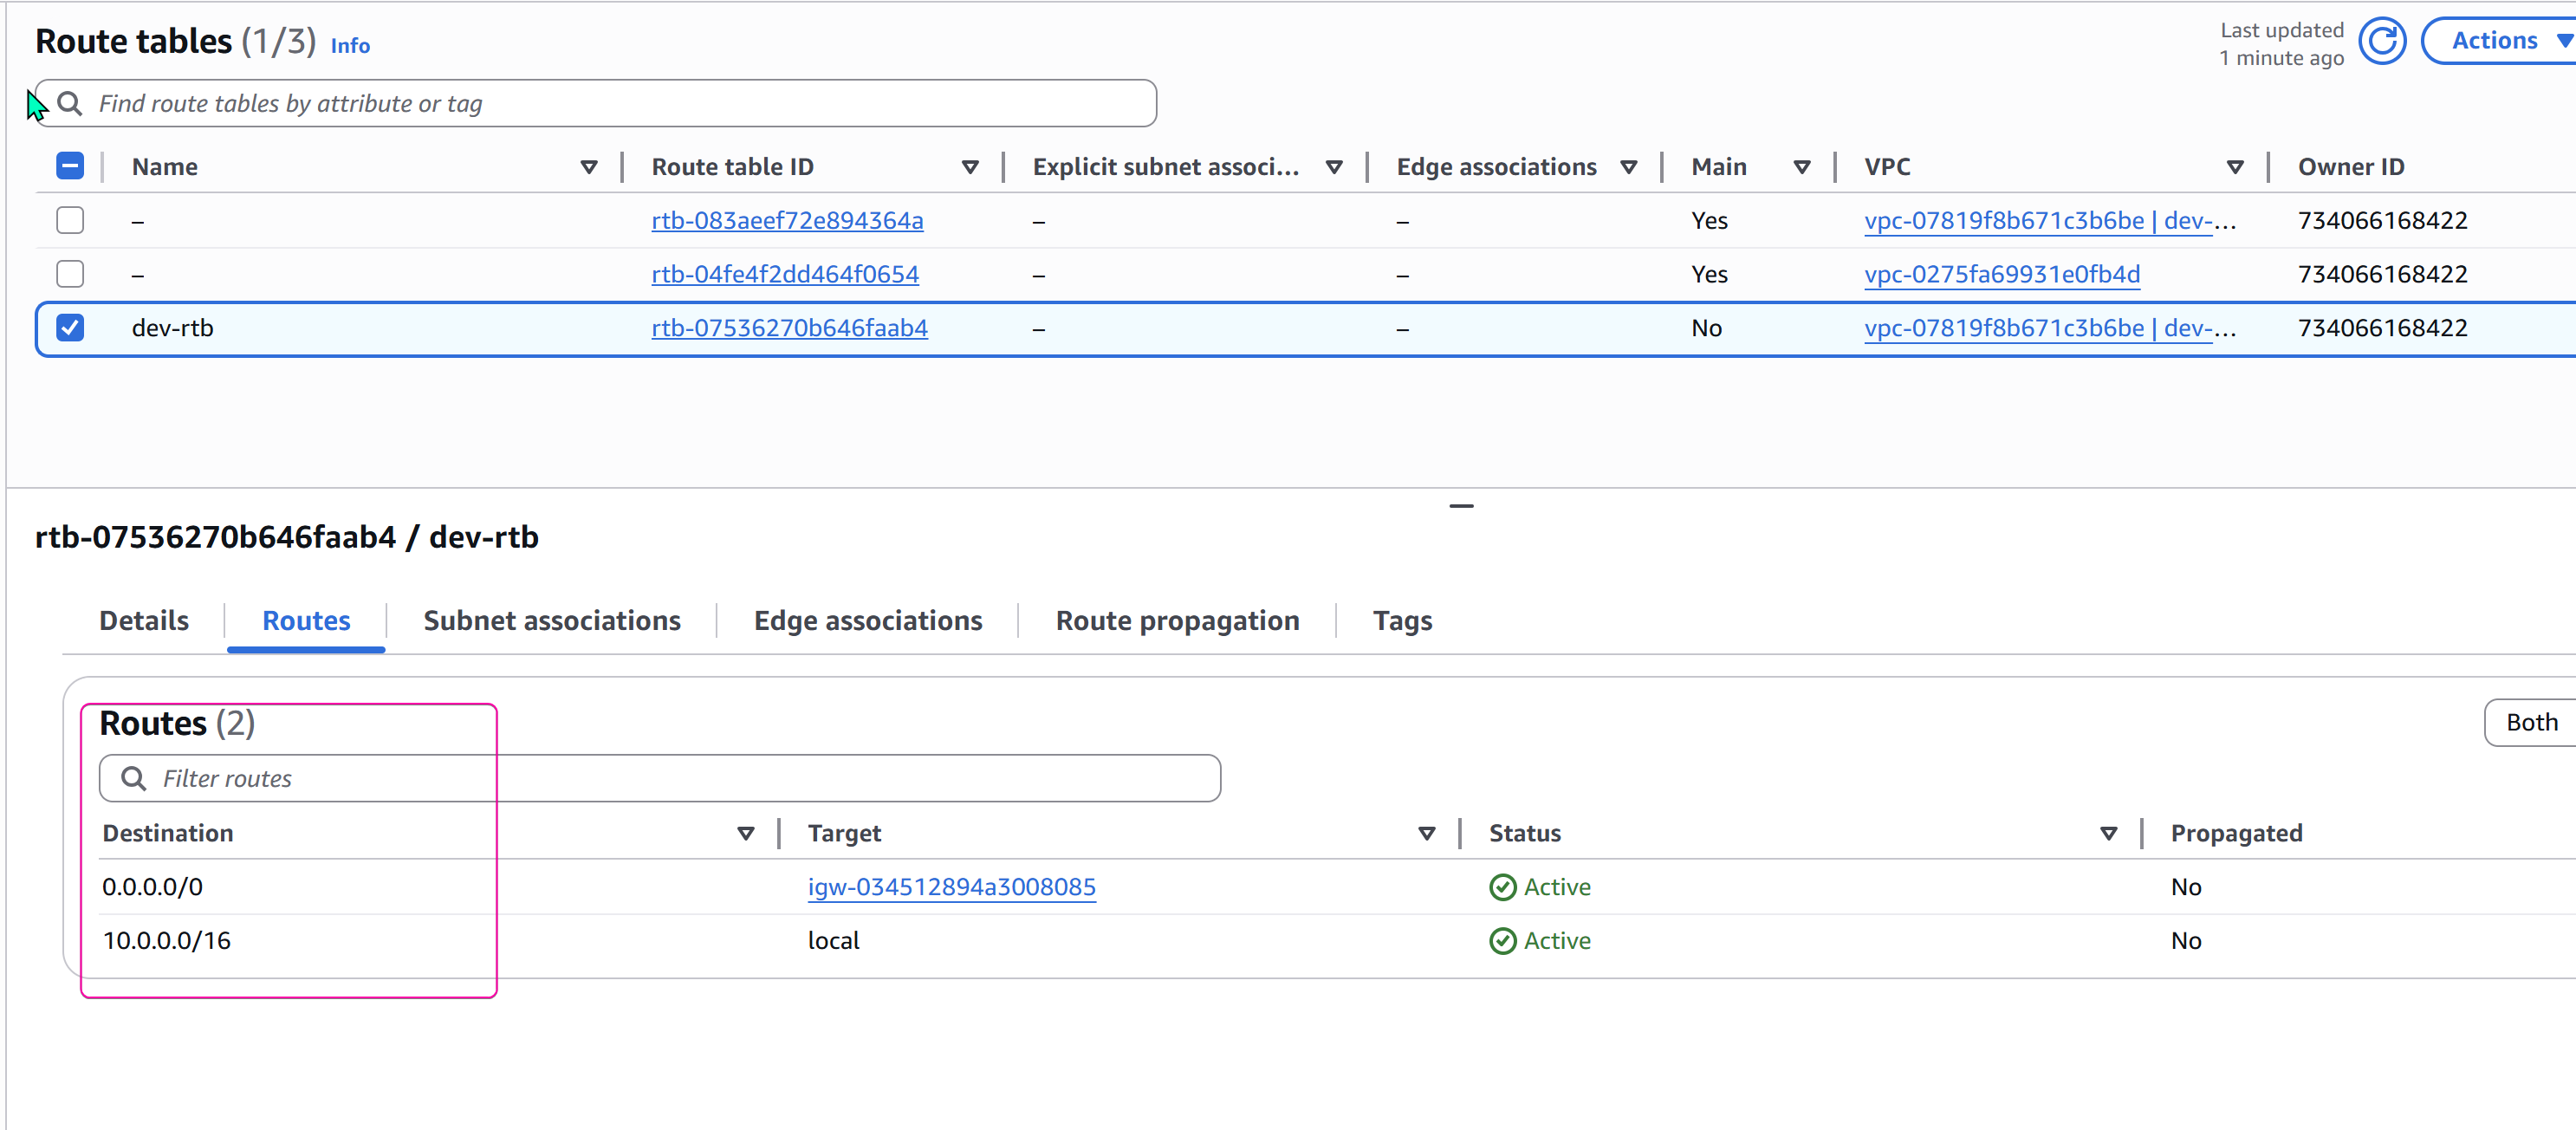 Route tables (1/3) Info
Last updated
1 minute ago
Actions
Find route tables by attribute or tag
Name Route table ID Explicit subnet associ... Edge associations Main VPC Owner ID
– rtb-083aeef72e894364a – – Yes vpc-07819f8b671c3b6be | dev-... 734066168422
– rtb-04fe4f2dd464f0654 – – Yes vpc-0275fa69931e0fb4d 734066168422
dev-rtb rtb-07536270b646faab4 – – No vpc-07819f8b671c3b6be | dev-... 734066168422
rtb-07536270b646faab4 / dev-rtb
Details Routes Subnet associations Edge associations Route propagation Tags
Routes (2)
Both
Filter routes
Destination Target Status Propagated
0.0.0.0/0 igw-034512894a3008085 Active No
10.0.0.0/16 local Active No